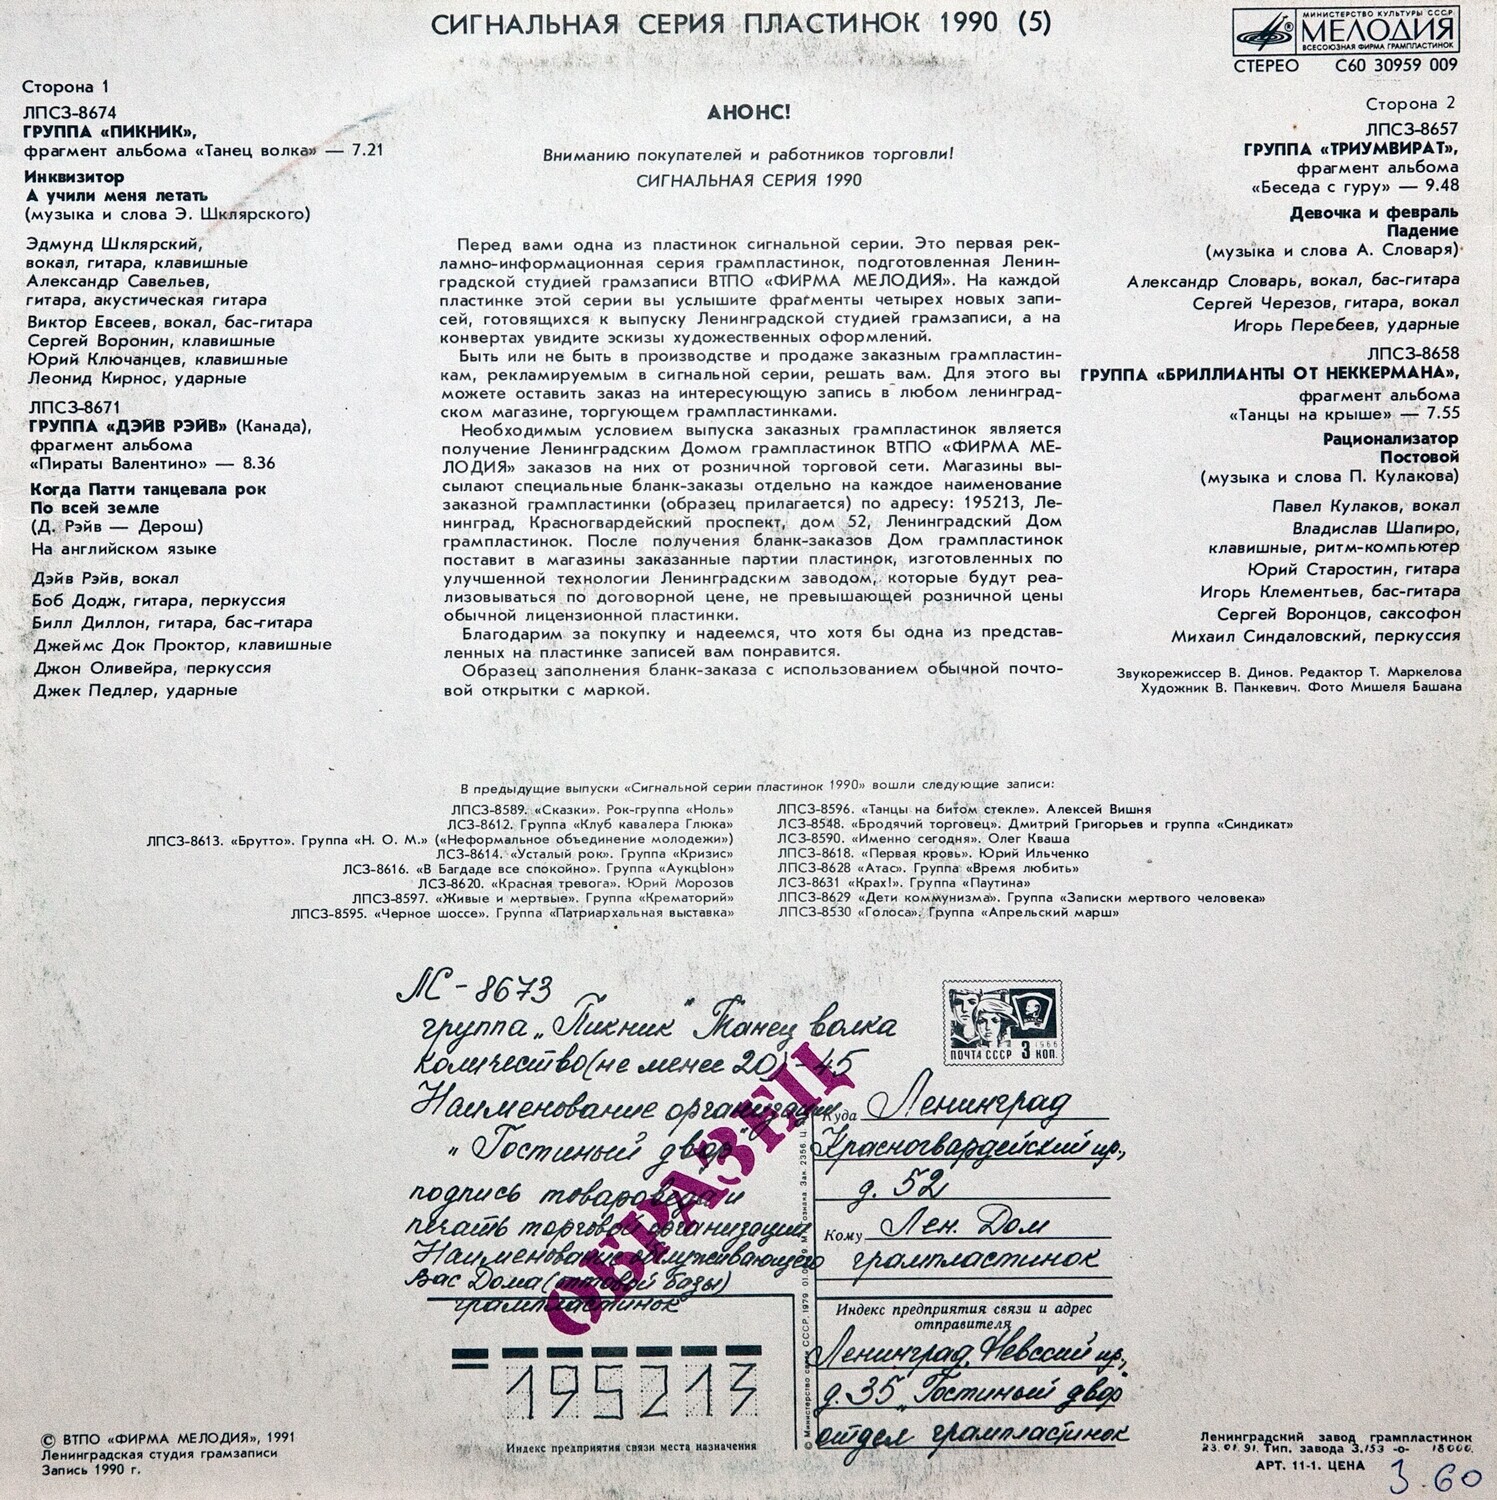 СИГНАЛЬНАЯ СЕРИЯ ПЛАСТИНОК 1990 (5)
МИНИСТЕРСТВО КУЛЬТУРЫ СССР
МЕЛОДИЯ
ВСЕСОЮЗНАЯ ФИРМА ГРАМПЛАСТИНОК
СТЕРЕО С60 30959 009
Сторона 1
ЛПСЗ-8674
ГРУППА «ПИКНИК»,
фрагмент альбома «Танец волка» — 7.21
Инквизитор
А учили меня летать
(музыка и слова Э. Шклярского)
Эдмунд Шклярский,
вокал, гитара, клавишные
Александр Савельев,
гитара, акустическая гитара
Виктор Евсеев, вокал, бас-гитара
Сергей Воронин, клавишные
Юрий Ключанцев, клавишные
Леонид Кирнос, ударные
ЛПСЗ-8671
ГРУППА «ДЭЙВ РЭЙВ» (Канада),
фрагмент альбома
«Пираты Валентино» — 8.36
Когда Патти танцевала рок
По всей земле
(Д. Рэйв — Дерош)
На английском языке
Дэйв Рэйв, вокал
Боб Додж, гитара, перкуссия
Билл Диллон, гитара, бас-гитара
Джеймс Док Проктор, клавишные
Джон Оливейра, перкуссия
Джек Педлер, ударные
АНОНС!
Вниманию покупателей и работников торговли!
СИГНАЛЬНАЯ СЕРИЯ 1990
Перед вами одна из пластинок сигнальной серии. Это первая рек-
ламно-информационная серия грампластинок, подготовленная Ленин-
градской студией грамзаписи ВТПО «ФИРМА МЕЛОДИЯ». На каждой
пластинке этой серии вы услышите фрагменты четырех новых запи-
сей, готовящихся к выпуску Ленинградской студией грамзаписи, а на
конвертах увидите эскизы художественных оформлений.
Быть или не быть в производстве и продаже заказным грампластин-
кам, рекламируемым в сигнальной серии, решать вам. Для этого вы
можете оставить заказ на интересующую запись в любом ленинград-
ском магазине, торгующем грампластинками.
Необходимым условием выпуска заказных грампластинок является
получение Ленинградским Домом грампластинок ВТПО «ФИРМА МЕ-
ЛОДИЯ» заказов на них от розничной торговой сети. Магазины вы-
сылают специальные бланк-заказы отдельно на каждое наименование
заказной грампластинки (образец прилагается) по адресу: 195213, Ле-
нинград, Красногвардейский проспект, дом 52, Ленинградский Дом
грампластинок. После получения бланк-заказов Дом грампластинок
поставит в магазины заказанные партии пластинок, изготовленных по
улучшенной технологии Ленинградским заводом, которые будут реа-
лизовываться по договорной цене, не превышающей розничной цены
обычной лицензионной пластинки.
Благодарим за покупку и надеемся, что хотя бы одна из представ-
ленных на пластинке записей вам понравится.
Образец заполнения бланк-заказа с использованием обычной почто-
вой открытки с маркой.
Сторона 2
ЛПСЗ-8657
ГРУППА «ТРИУМВИРАТ»,
фрагмент альбома
«Беседа с гуру» — 9.48
Девочка и февраль
Падение
(музыка и слова А. Словаря)
Александр Словарь, вокал, бас-гитара
Сергей Черезов, гитара, вокал
Игорь Перебеев, ударные
ЛПСЗ-8658
ГРУППА «БРИЛЛИАНТЫ ОТ НЕККЕРМАНА»,
фрагмент альбома
«Танцы на крыше» — 7.55
Рационализатор
Постовой
(музыка и слова П. Кулакова)
Павел Кулаков, вокал
Владислав Шапиро,
клавишные, ритм-компьютер
Юрий Старостин, гитара
Игорь Клементьев, бас-гитара
Сергей Воронцов, саксофон
Михаил Синдаловский, перкуссия
Звукорежиссер В. Динов. Редактор Т. Маркелова
Художник В. Панкевич. Фото Мишеля Башана
В предыдущие выпуски «Сигнальной серии пластинок 1990» вошли следующие записи:
ЛПСЗ-8589. «Сказки». Рок-группа «Ноль»
ЛСЗ-8612. Группа «Клуб кавалера Глюка»
ЛПСЗ-8613. «Брутто». Группа «Н. О. М.» («Неформальное объединение молодежи»)
ЛСЗ-8614. «Усталый рок». Группа «Кризис»
ЛСЗ-8616. «В Багдаде все спокойно». Группа «АукцЫон»
ЛСЗ-8620. «Красная тревога». Юрий Морозов
ЛПСЗ-8597. «Живые и мертвые». Группа «Крематорий»
ЛПСЗ-8595. «Черное шоссе». Группа «Патриархальная выставка»
ЛПСЗ-8596. «Танцы на битом стекле». Алексей Вишня
ЛСЗ-8548. «Бродячий торговец». Дмитрий Григорьев и группа «Синдикат»
ЛСЗ-8590. «Именно сегодня». Олег Кваша
ЛПСЗ-8618. «Первая кровь». Юрий Ильченко
ЛПСЗ-8628 «Атас». Группа «Время любить»
ЛСЗ-8631 «Крах!». Группа «Паутина»
ЛПСЗ-8629 «Дети коммунизма». Группа «Записки мертвого человека»
ЛПСЗ-8530 «Голоса». Группа «Апрельский марш»
М-8673
группа „Пикник" Танец волка
количество (не менее 20) - 45
Наименование организации
"Гостиный двор"
подпись товароведа и
печать торговой организации
Наименование обслуживающего
Вас Дома (оптовой базы)
грампластинок
ОБРАЗЕЦ
1966
ПОЧТА СССР 3 КОП.
Куда Ленинград
Красногвардейский пр.,
д. 52
Кому Лен. Дом
грампластинок
Индекс предприятия связи и адрес
отправителя
Ленинград, Невский пр.,
д. 35 „Гостиный двор"
отдел грампластинок
195213
Индекс предприятия связи места назначения
© ВТПО «ФИРМА МЕЛОДИЯ», 1991
Ленинградская студия грамзаписи
Запись 1990 г.
Ленинградский завод грампластинок
23.01.91. Тип. завода З.153 -0- 18000.
АРТ. 11-1. ЦЕНА 3.60